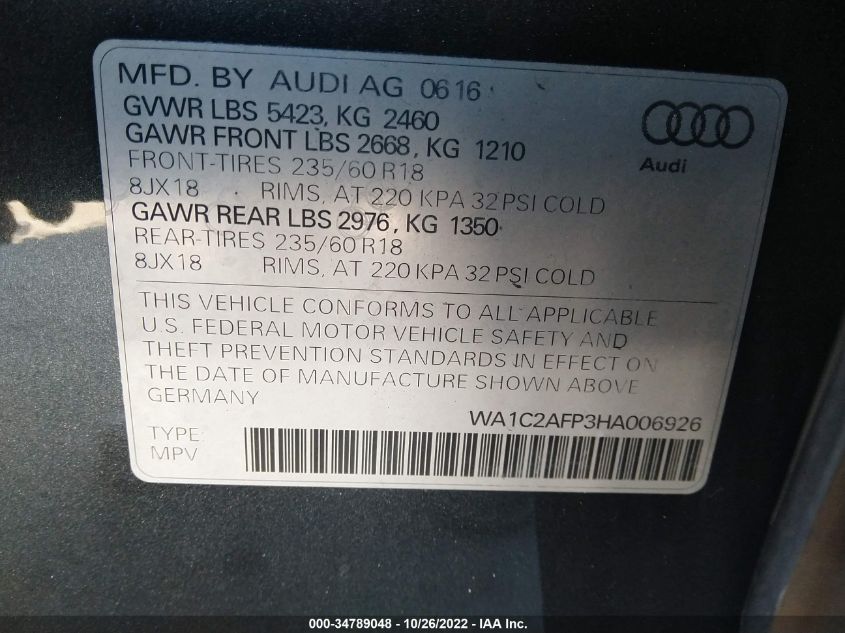 MFD. BY AUDI AG 0616
GVWR LBS 5423, KG 2460
GAWR FRONT LBS 2668, KG 1210
FRONT-TIRES 235/60 R18
8JX18 RIMS, AT 220 KPA 32 PSI COLD
GAWR REAR LBS 2976, KG 1350
REAR-TIRES 235/60 R18
8JX18 RIMS, AT 220 KPA 32 PSI COLD
Audi
THIS VEHICLE CONFORMS TO ALL APPLICABLE
U.S. FEDERAL MOTOR VEHICLE SAFETY AND
THEFT PREVENTION STANDARDS IN EFFECT ON
THE DATE OF MANUFACTURE SHOWN ABOVE
GERMANY
WA1C2AFP3HA006926
TYPE:
MPV
000-34789048 - 10/26/2022 - IAA Inc.